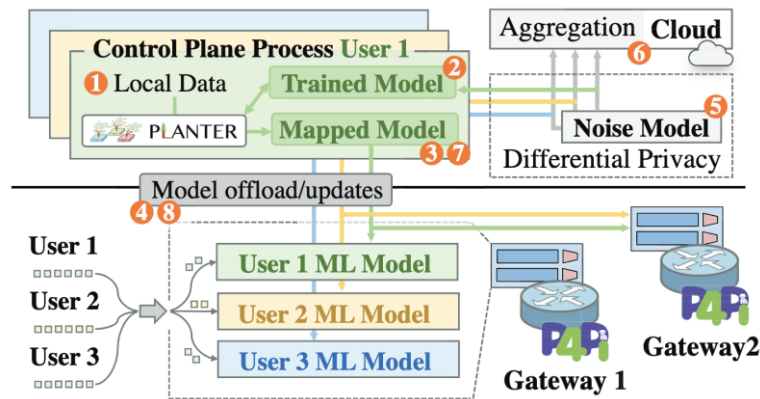 Control Plane Process User 1
1 Local Data
Trained Model 2
PLANTER
Mapped Model
3 7
Aggregation Cloud
6
5
Noise Model
Differential Privacy
Model offload/updates
4 8
User 1
User 2
User 3
User 1 ML Model
User 2 ML Model
User 3 ML Model
P4Pi
Gateway 1
P4Pi
Gateway2